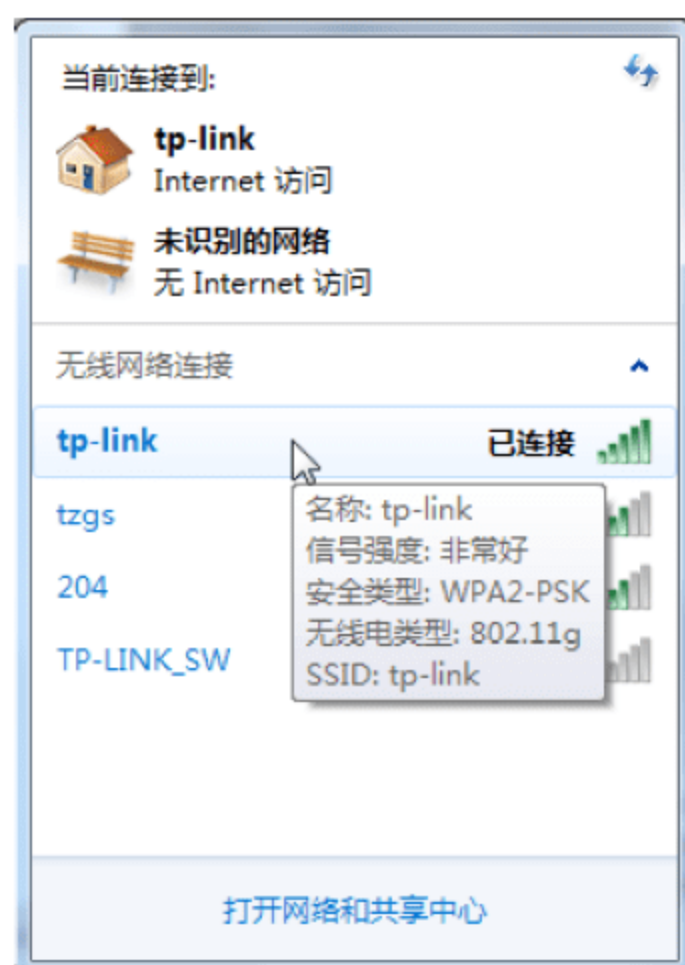 当前连接到:
tp-link
Internet 访问
未识别的网络
无 Internet 访问
无线网络连接
tp-link 已连接
tzgs
204
TP-LINK_SW
名称: tp-link
信号强度: 非常好
安全类型: WPA2-PSK
无线电类型: 802.11g
SSID: tp-link
打开网络和共享中心